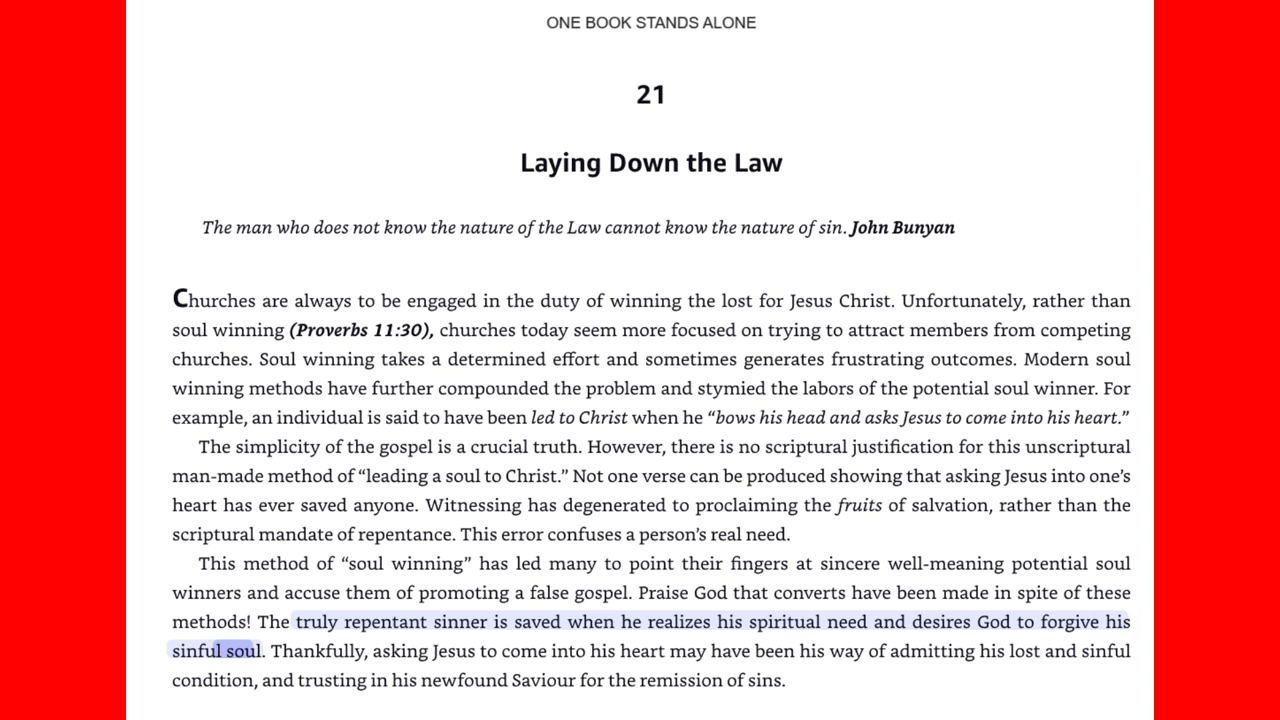 ONE BOOK STANDS ALONE
21
Laying Down the Law
The man who does not know the nature of the Law cannot know the nature of sin. John Bunyan
Churches are always to be engaged in the duty of winning the lost for Jesus Christ. Unfortunately, rather than
soul winning (Proverbs 11:30), churches today seem more focused on trying to attract members from competing
churches. Soul winning takes a determined effort and sometimes generates frustrating outcomes. Modern soul
winning methods have further compounded the problem and stymied the labors of the potential soul winner. For
example, an individual is said to have been led to Christ when he “bows his head and asks Jesus to come into his heart.”
The simplicity of the gospel is a crucial truth. However, there is no scriptural justification for this unscriptural
man-made method of “leading a soul to Christ.” Not one verse can be produced showing that asking Jesus into one’s
heart has ever saved anyone. Witnessing has degenerated to proclaiming the fruits of salvation, rather than the
scriptural mandate of repentance. This error confuses a person’s real need.
This method of “soul winning” has led many to point their fingers at sincere well-meaning potential soul
winners and accuse them of promoting a false gospel. Praise God that converts have been made in spite of these
methods! The truly repentant sinner is saved when he realizes his spiritual need and desires God to forgive his
sinful soul. Thankfully, asking Jesus to come into his heart may have been his way of admitting his lost and sinful
condition, and trusting in his newfound Saviour for the remission of sins.